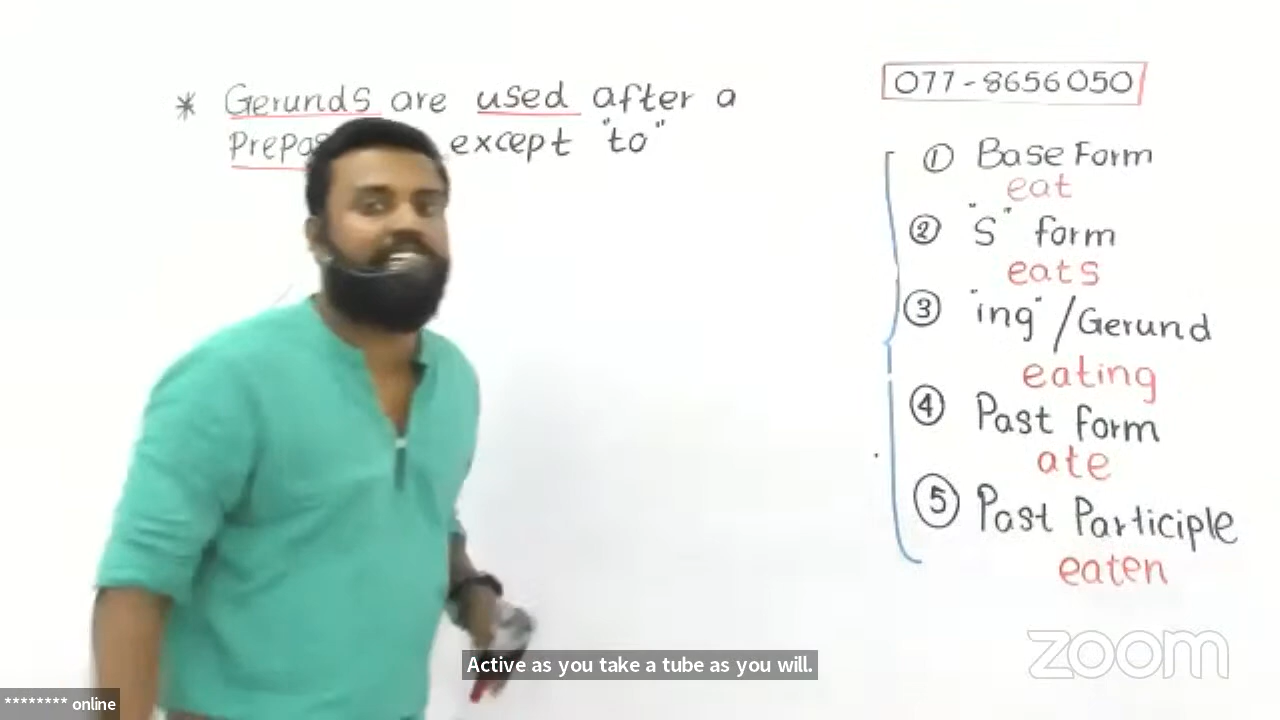 * Gerunds are used after a
except "to"
077-8656050
① Base Form
eat
② "S" form
eats
③ "ing" / Gerund
eating
④ Past form
ate
⑤ Past Participle
eaten
zoom
Active as you take a tube as you will.
******** online